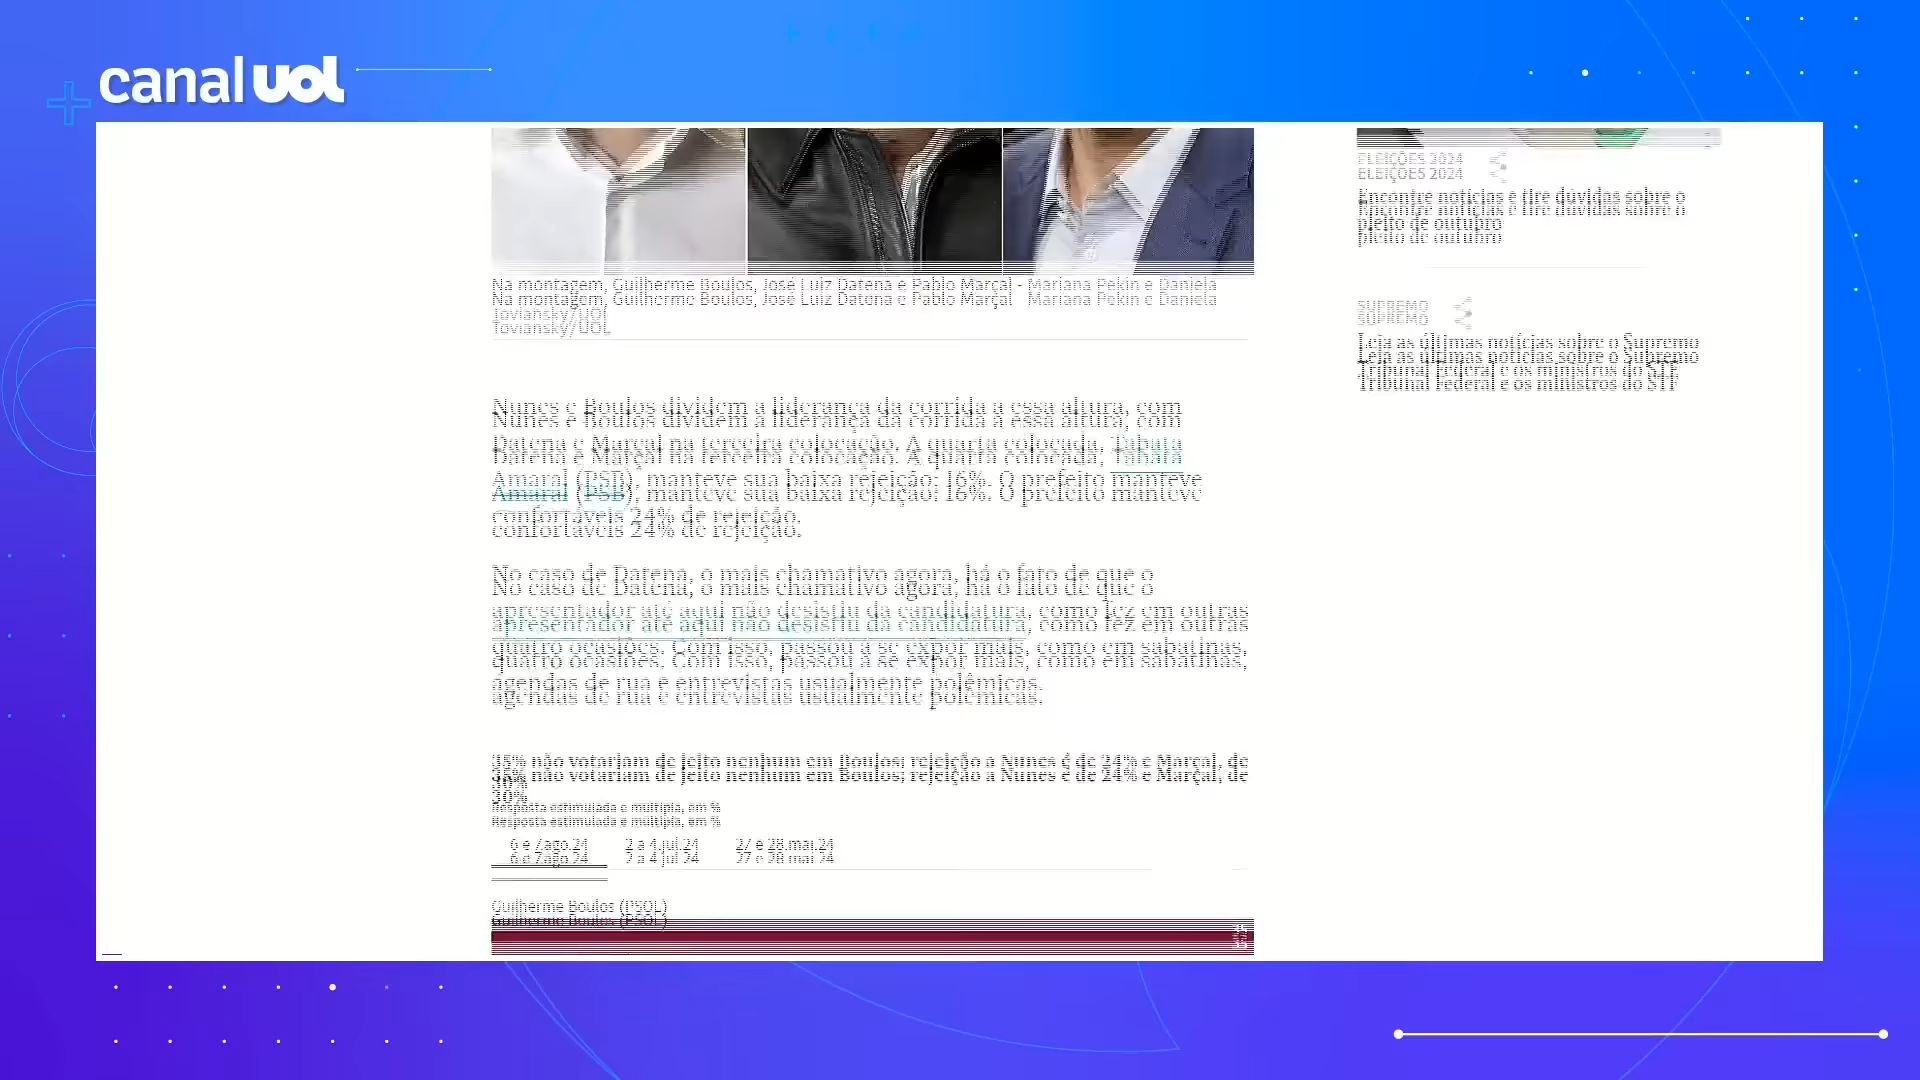 canal uol
Na montagem, Guilherme Boulos, José Luiz Datena e Pablo Marçal - Mariana Pekin e Daniela
Toviansky/UOL
Nunes e Boulos dividem a liderança da corrida a essa altura, com
Datena e Marçal na terceira colocação. A quarta colocada, Tabata
Amaral (PSB), manteve sua baixa rejeição: 16%. O prefeito manteve
confortáveis 24% de rejeição.
No caso de Datena, o mais chamativo agora, há o fato de que o
apresentador até aqui não desistiu da candidatura, como fez em outras
quatro ocasiões. Com isso, passou a se expor mais, como em sabatinas,
agendas de rua e entrevistas usualmente polêmicas.
35% não votariam de jeito nenhum em Boulos; rejeição a Nunes é de 24% e Marçal, de
30%
Resposta estimulada e múltipla, em %
6 e 7.ago.24 2 a 4.jul.24 27 e 28.mai.24
Guilherme Boulos (PSOL)
35
ELEIÇÕES 2024
Encontre notícias e tire dúvidas sobre o
pleito de outubro
SUPREMO
Leia as últimas notícias sobre o Supremo
Tribunal Federal e os ministros do STF